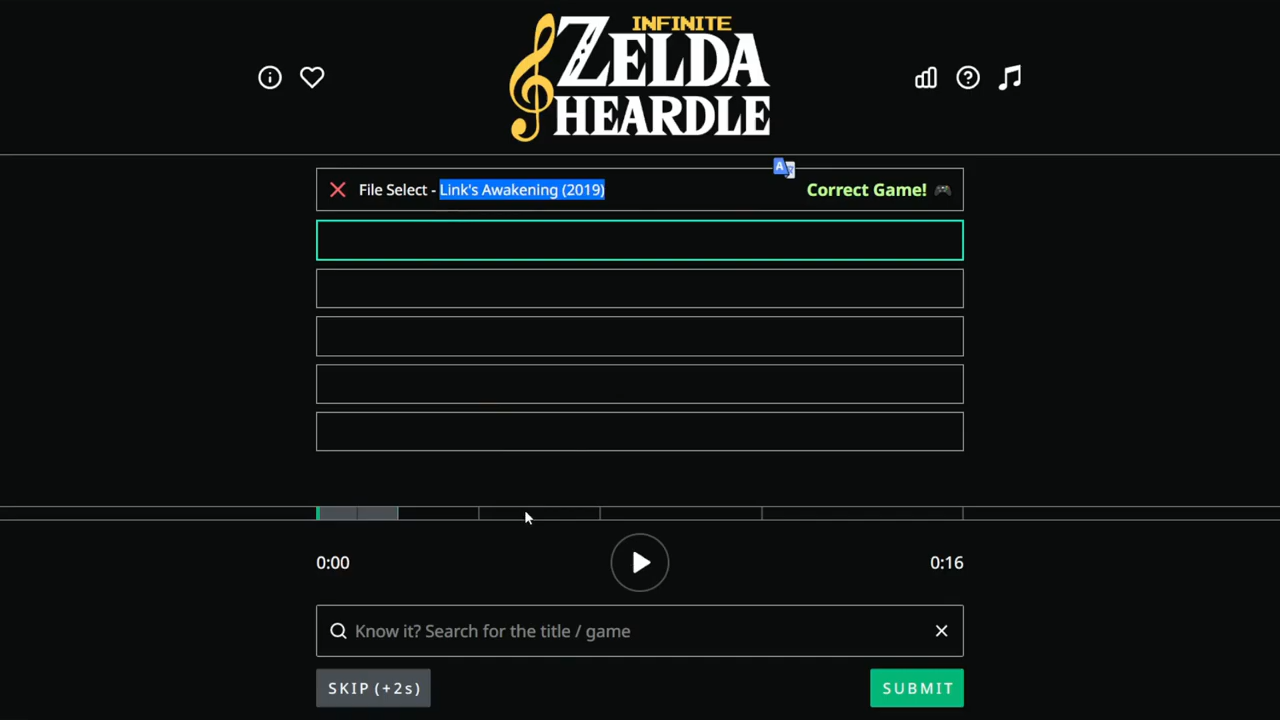 INFINITE
ZELDA
HEARDLE
File Select - Link's Awakening (2019)
Correct Game! 🎮
0:00
0:16
Know it? Search for the title / game
SKIP (+2s)
SUBMIT